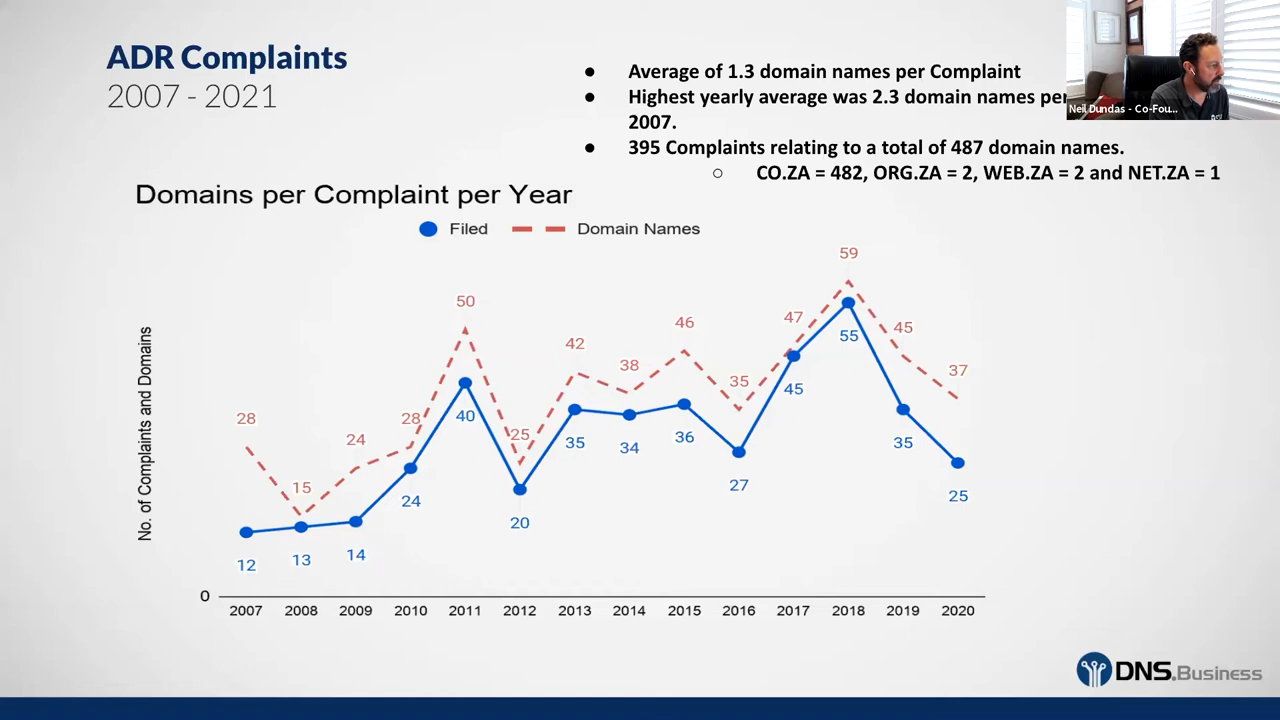 ADR Complaints
2007 - 2021
● Average of 1.3 domain names per Complaint
● Highest yearly average was 2.3 domain names per
2007.
● 395 Complaints relating to a total of 487 domain names.
○ CO.ZA = 482, ORG.ZA = 2, WEB.ZA = 2 and NET.ZA = 1
Neil Dundas - Co-Fou...
Domains per Complaint per Year
Filed Domain Names
No. of Complaints and Domains
28 15 24 28 50 25 42 38 46 35 47 59 45 37
12 13 14 24 40 20 35 34 36 27 45 55 35 25
0
2007 2008 2009 2010 2011 2012 2013 2014 2015 2016 2017 2018 2019 2020
DNS.Business